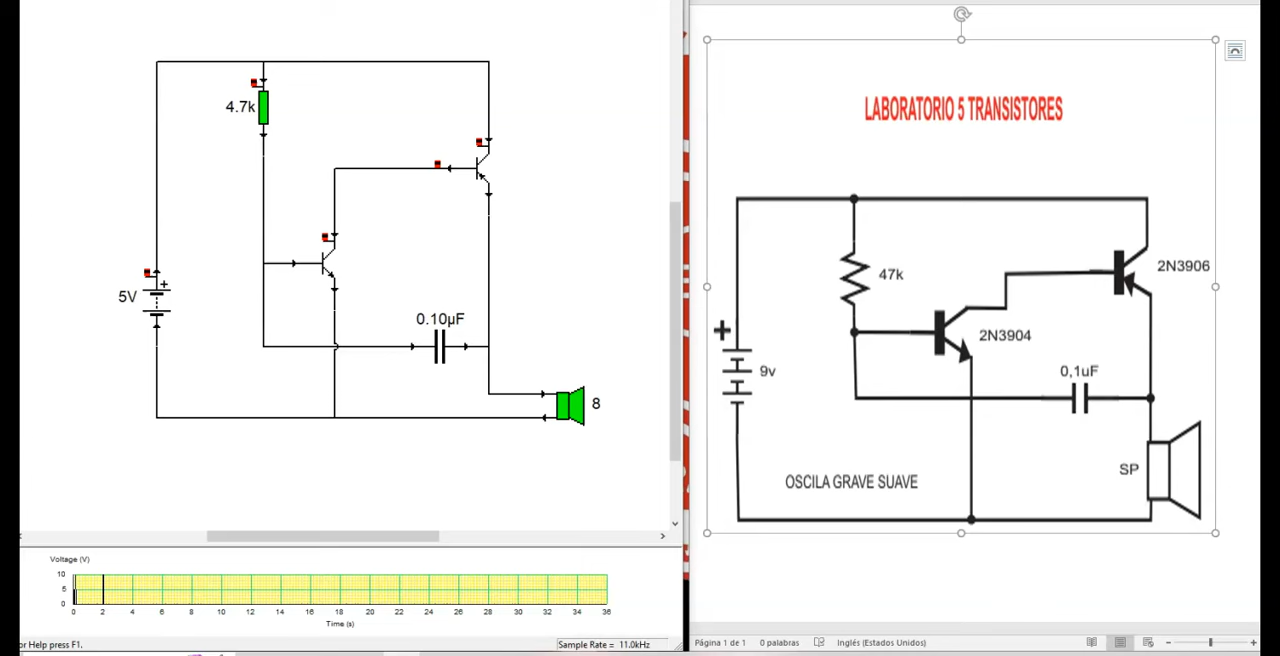 4.7k
5V
0.10µF
8
Voltage (V)
10
5
0
0 2 4 6 8 10 12 14 16 18 20 22 24 26 28 30 32 34 36
Time (s)
or Help press F1.
Sample Rate = 11.0kHz
LABORATORIO 5 TRANSISTORES
47k
2N3906
2N3904
+
9v
0,1uF
SP
OSCILA GRAVE SUAVE
Página 1 de 1 0 palabras Inglés (Estados Unidos)